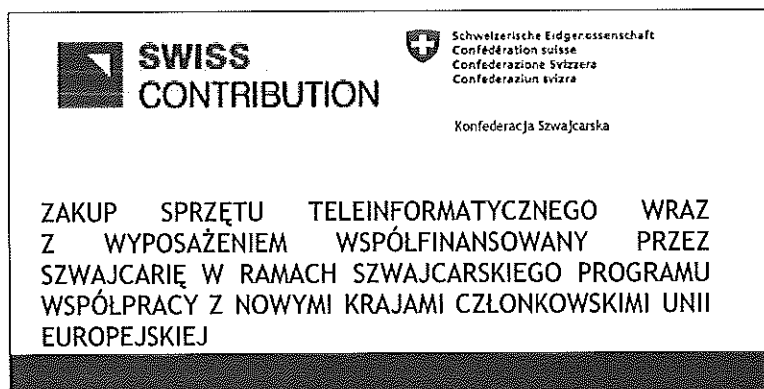 SWISS
CONTRIBUTION
Schweizerische Eidgenossenschaft
Confédération suisse
Confederazione Svizzera
Confederaziun svizra
Konfederacja Szwajcarska
ZAKUP SPRZĘTU TELEINFORMATYCZNEGO WRAZ
Z WYPOSAŻENIEM WSPÓŁFINANSOWANY PRZEZ
SZWAJCARIĘ W RAMACH SZWAJCARSKIEGO PROGRAMU
WSPÓŁPRACY Z NOWYMI KRAJAMI CZŁONKOWSKIMI UNII
EUROPEJSKIEJ